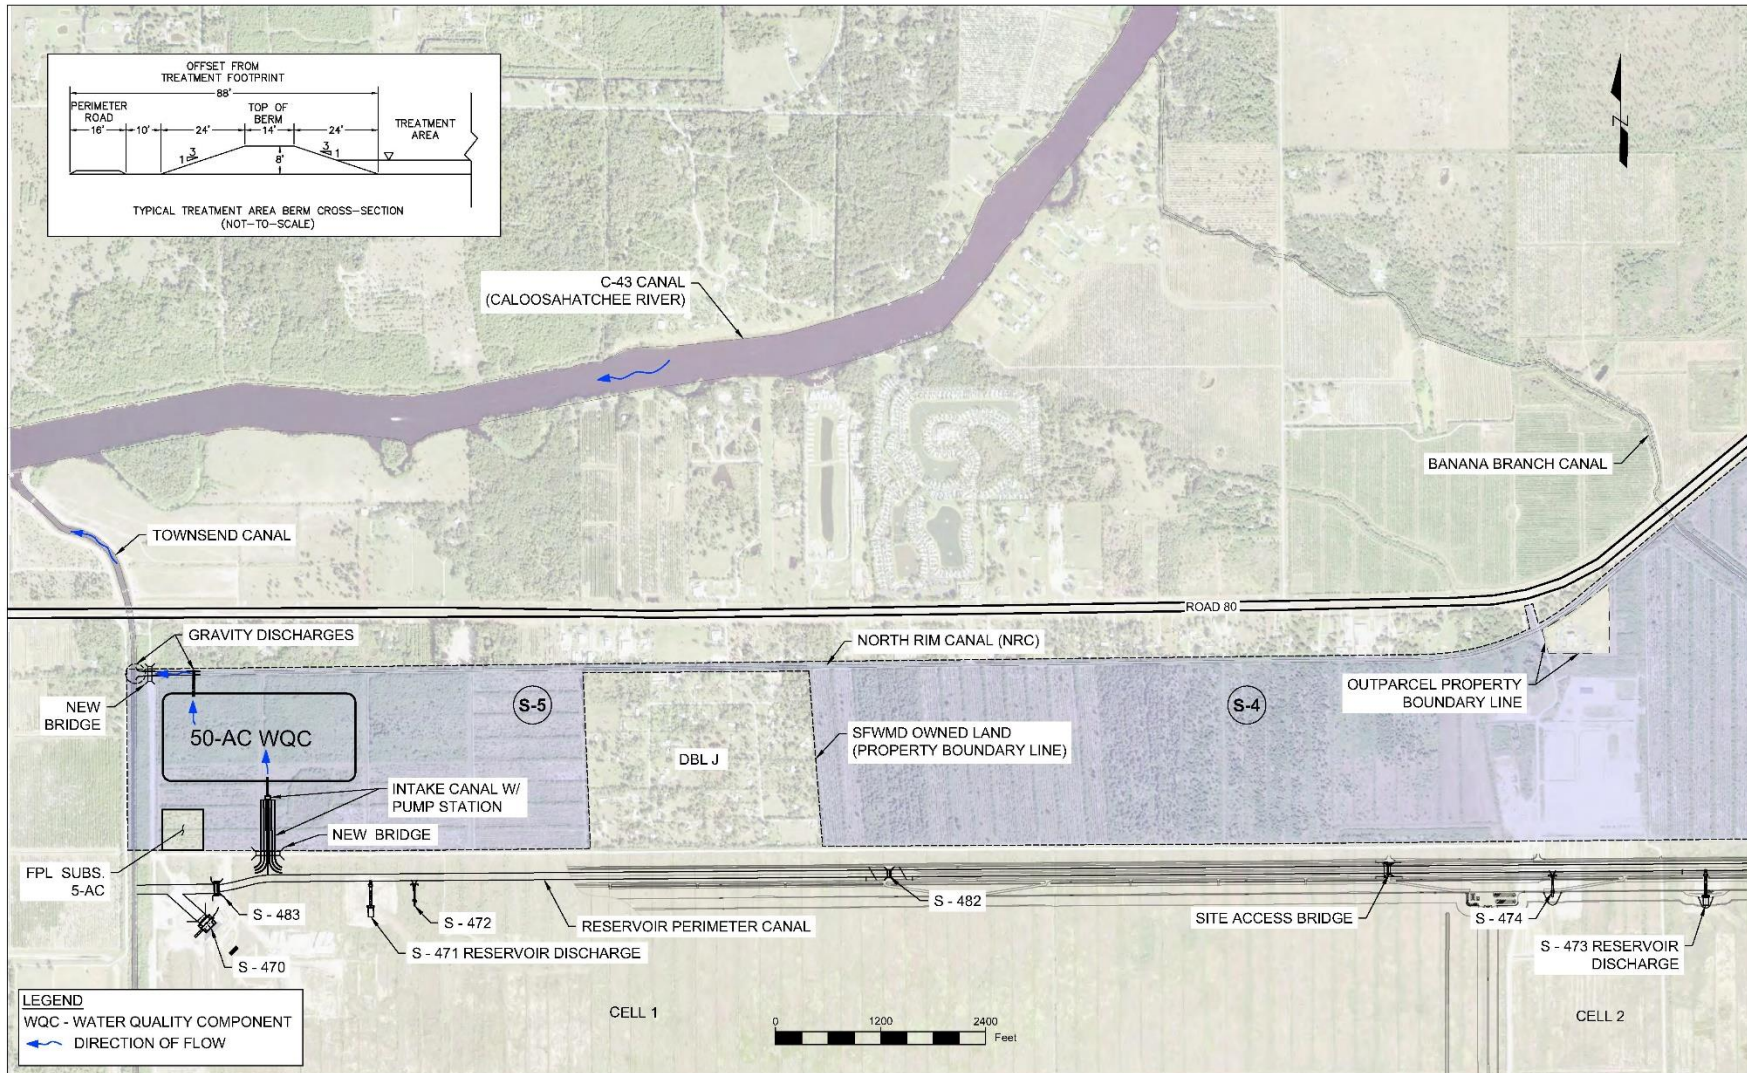 OFFSET FROM
TREATMENT FOOTPRINT
88'
PERIMETER
ROAD
TOP OF
BERM
TREATMENT
AREA
16'
10'
24'
14'
24'
3
1
8'
3
1
TYPICAL TREATMENT AREA BERM CROSS-SECTION
(NOT-TO-SCALE)
N
C-43 CANAL
(CALOOSAHATCHEE RIVER)
BANANA BRANCH CANAL
TOWNSEND CANAL
ROAD 80
GRAVITY DISCHARGES
NORTH RIM CANAL (NRC)
NEW
BRIDGE
S-5
S-4
OUTPARCEL PROPERTY
BOUNDARY LINE
50-AC WQC
SFWMD OWNED LAND
(PROPERTY BOUNDARY LINE)
DBL J
INTAKE CANAL W/
PUMP STATION
NEW BRIDGE
FPL SUBS.
5-AC
S - 483
S - 472
S - 482
SITE ACCESS BRIDGE
S - 474
RESERVOIR PERIMETER CANAL
S - 471 RESERVOIR DISCHARGE
S - 470
S - 473 RESERVOIR
DISCHARGE
CELL 1
CELL 2
LEGEND
WQC - WATER QUALITY COMPONENT
DIRECTION OF FLOW
0 1200 2400
Feet